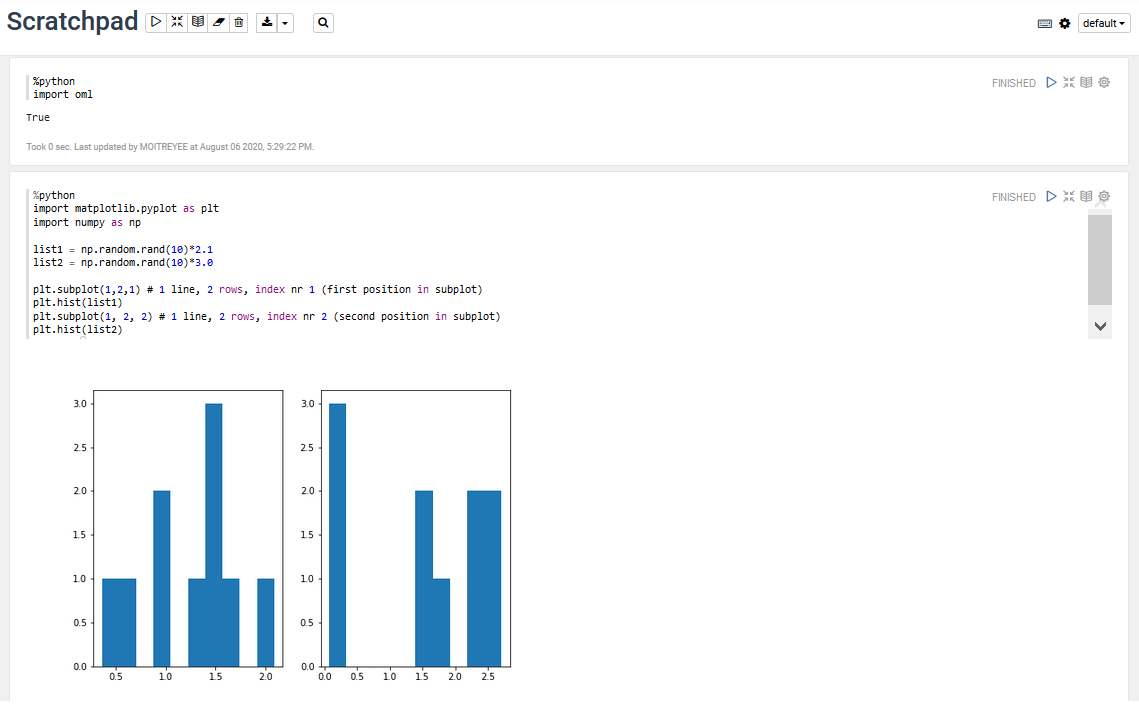 Scratchpad
default
%python
import oml
FINISHED
True
Took 0 sec. Last updated by MOITREYEE at August 06 2020, 5:29:22 PM.
%python
FINISHED
import matplotlib.pyplot as plt
import numpy as np
list1 = np.random.rand(10)*2.1
list2 = np.random.rand(10)*3.0
plt.subplot(1,2,1) # 1 line, 2 rows, index nr 1 (first position in subplot)
plt.hist(list1)
plt.subplot(1, 2, 2) # 1 line, 2 rows, index nr 2 (second position in subplot)
plt.hist(list2)
3.0
2.5
2.0
1.5
1.0
0.5
0.0
0.5 1.0 1.5 2.0
3.0
2.5
2.0
1.5
1.0
0.5
0.0
0.0 0.5 1.0 1.5 2.0 2.5